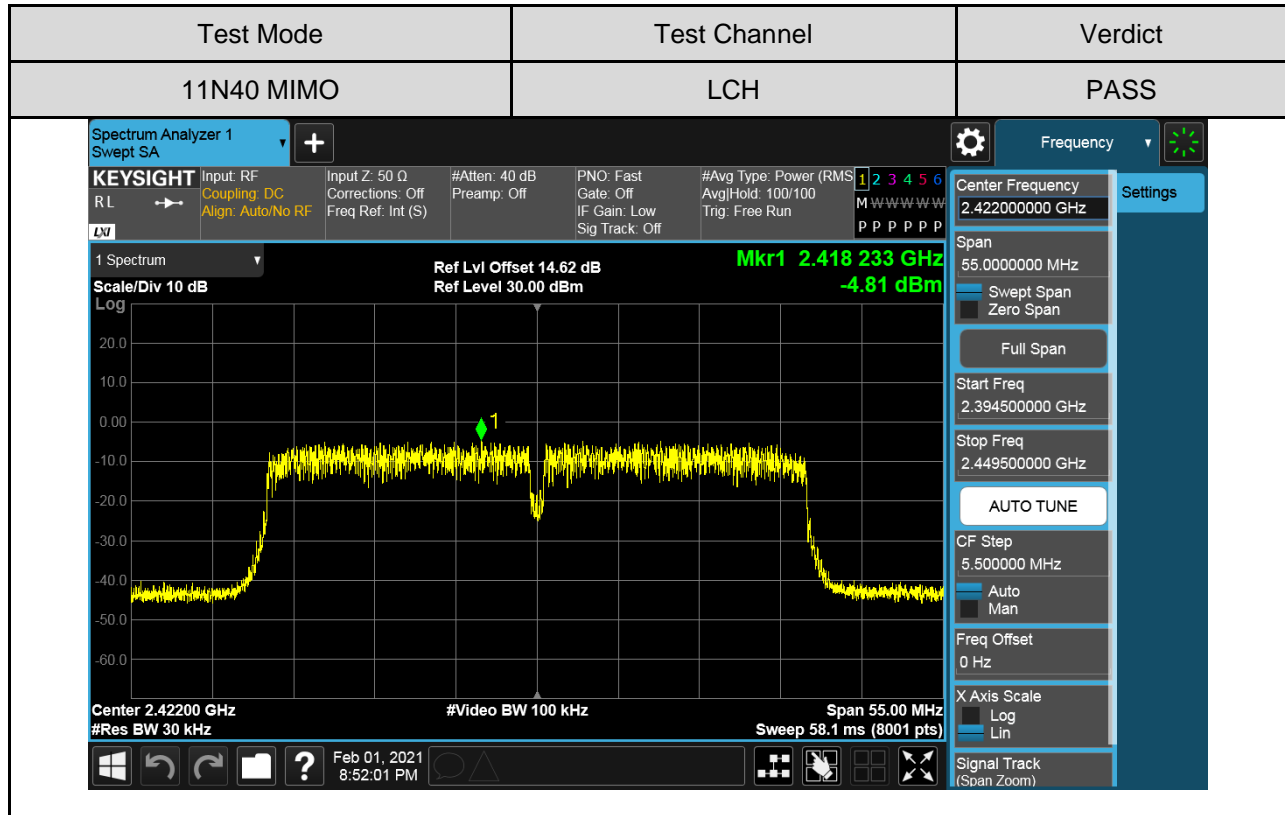 Test Mode Test Channel Verdict
11N40 MIMO LCH PASS
Spectrum Analyzer 1
Swept SA
+
Frequency
KEYSIGHT
R L
LXI
Input: RF
Coupling: DC
Align: Auto/No RF
Input Z: 50 Ω
Corrections: Off
Freq Ref: Int (S)
#Atten: 40 dB
Preamp: Off
PNO: Fast
Gate: Off
IF Gain: Low
Sig Track: Off
#Avg Type: Power (RMS
Avg|Hold: 100/100
Trig: Free Run
1 2 3 4 5 6
M W W W W W
P P P P P P
1 Spectrum
Scale/Div 10 dB
Log
Ref Lvl Offset 14.62 dB
Ref Level 30.00 dBm
Mkr1 2.418 233 GHz
-4.81 dBm
20.0
10.0
0.00
1
-10.0
-20.0
-30.0
-40.0
-50.0
-60.0
Center 2.42200 GHz
#Res BW 30 kHz
#Video BW 100 kHz
Span 55.00 MHz
Sweep 58.1 ms (8001 pts)
Center Frequency
2.422000000 GHz
Settings
Span
55.0000000 MHz
Swept Span
Zero Span
Full Span
Start Freq
2.394500000 GHz
Stop Freq
2.449500000 GHz
AUTO TUNE
CF Step
5.500000 MHz
Auto
Man
Freq Offset
0 Hz
X Axis Scale
Log
Lin
Signal Track
(Span Zoom)
?
Feb 01, 2021
8:52:01 PM